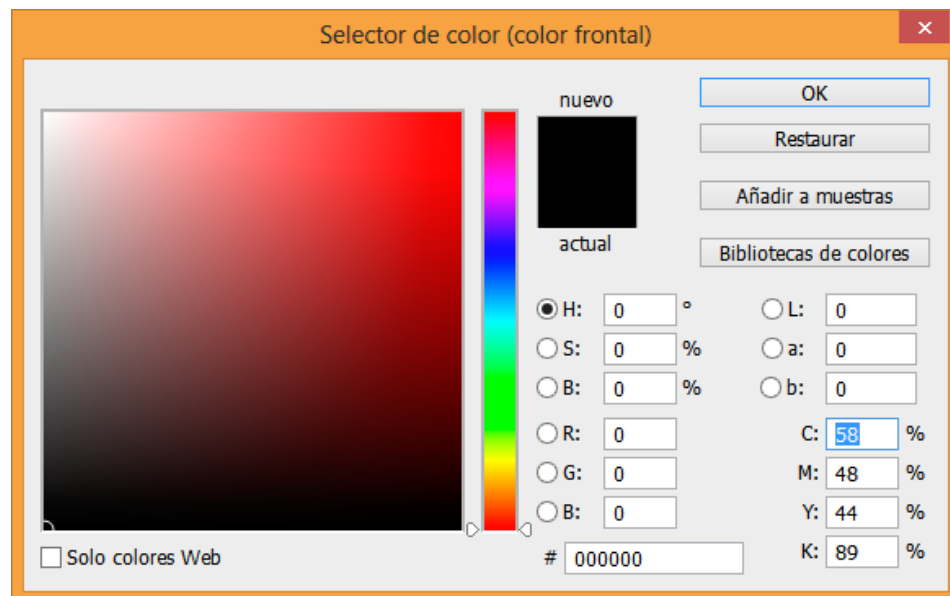 Selector de color (color frontal)
nuevo
actual
OK
Restaurar
Añadir a muestras
Bibliotecas de colores
H: 0 ° L: 0
S: 0 % a: 0
B: 0 % b: 0
R: 0 C: 58 %
G: 0 M: 48 %
B: 0 Y: 44 %
Solo colores Web # 000000 K: 89 %